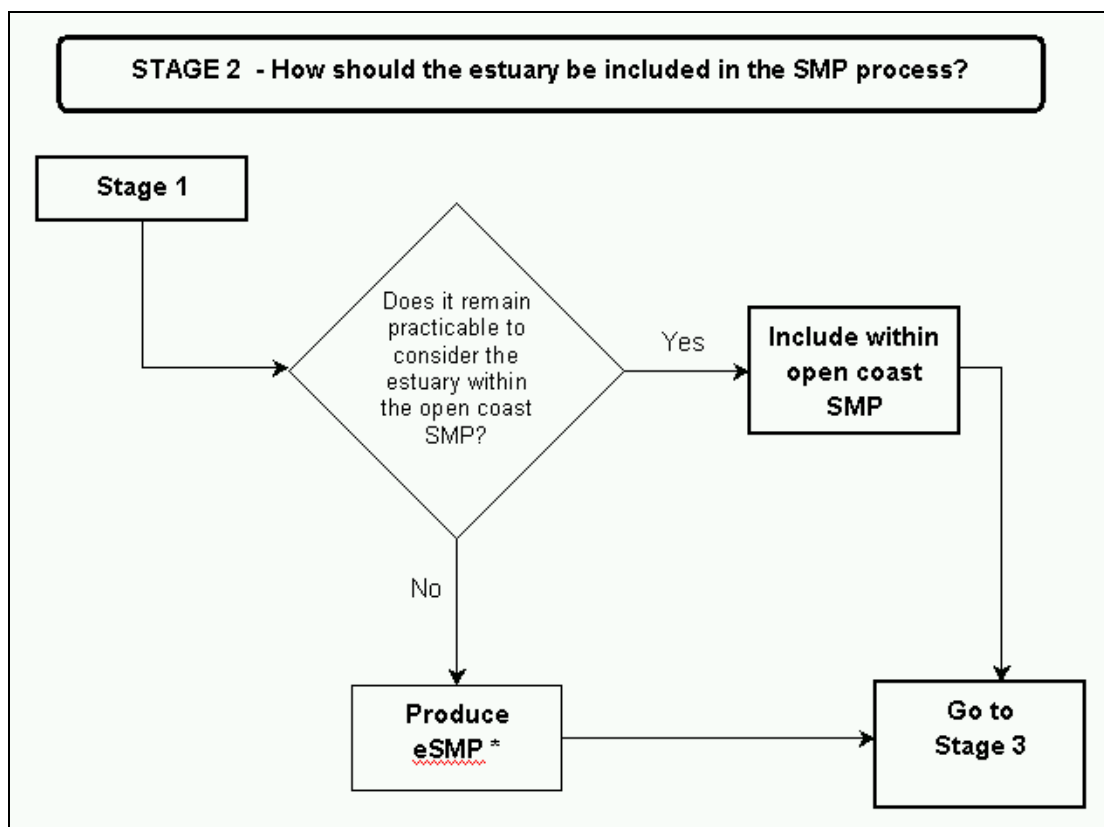 STAGE 2 - How should the estuary be included in the SMP process?
Stage 1
Does it remain
practicable to
consider the
estuary within
the open coast
SMP?
Yes
Include within
open coast
SMP
No
Produce
eSMP *
Go to
Stage 3